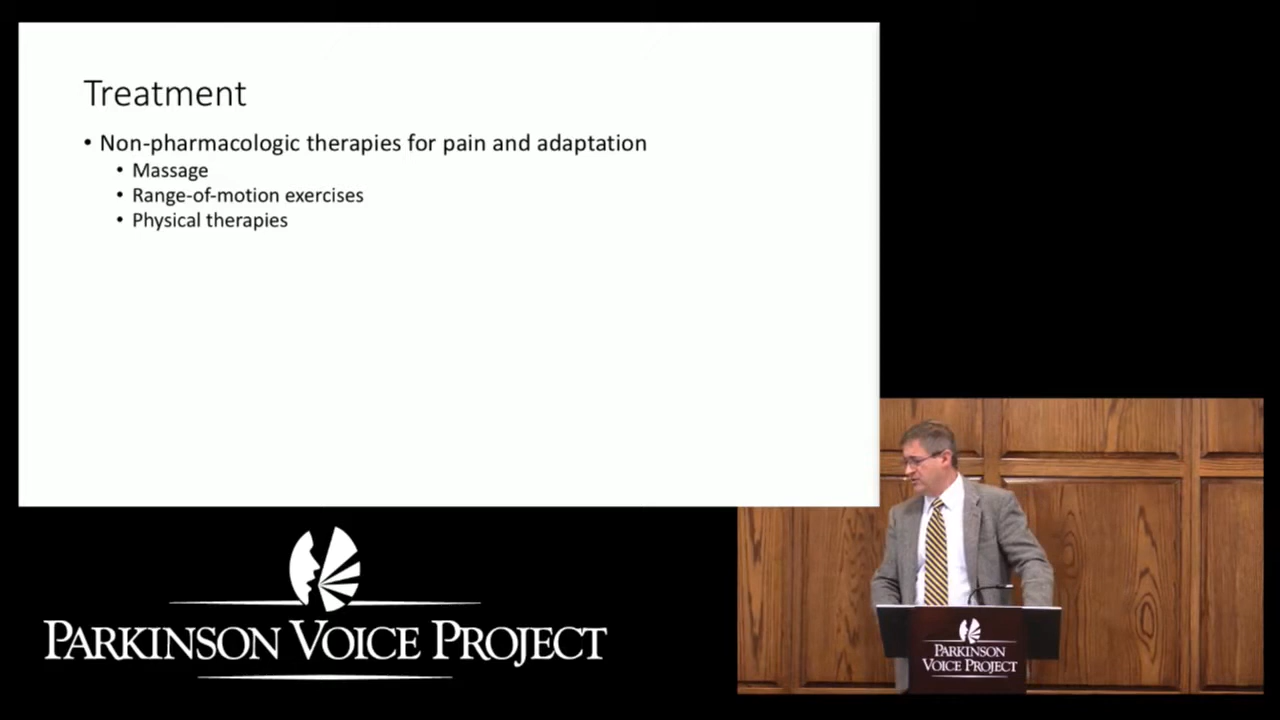 Treatment
• Non-pharmacologic therapies for pain and adaptation
• Massage
• Range-of-motion exercises
• Physical therapies
PARKINSON VOICE PROJECT
PARKINSON
VOICE PROJECT